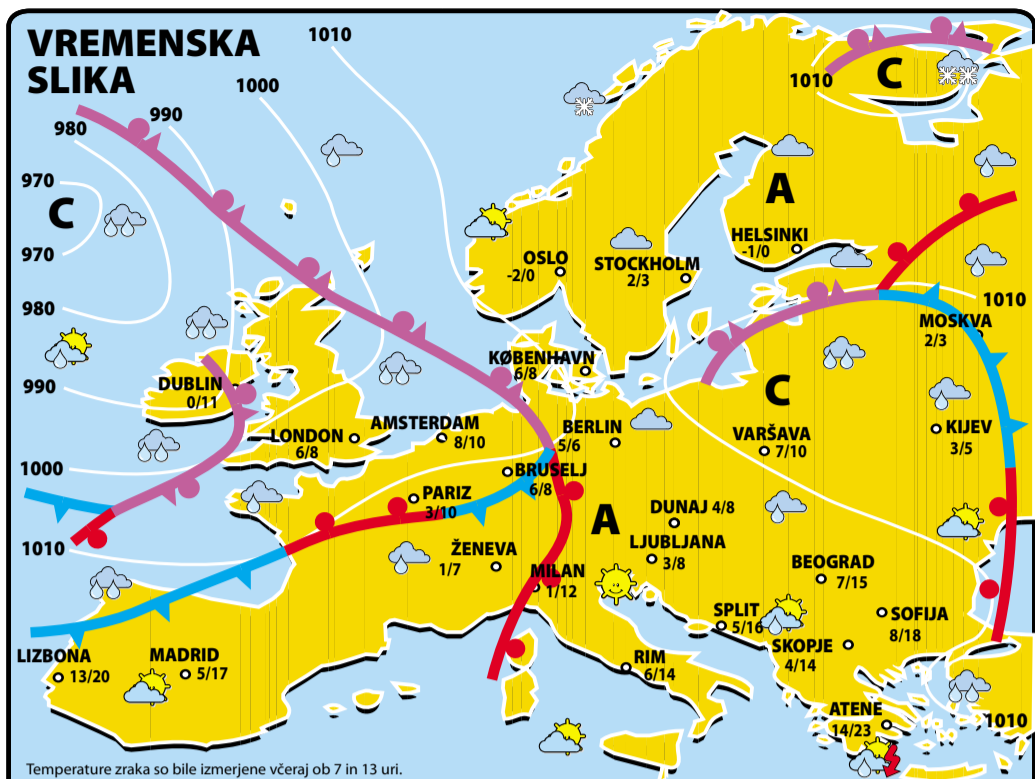 VREMENSKA
SLIKA
1010
1000
990
980
970
C
970
980
990
1000
1010
1010
C
A
HELSINKI
-1/0
OSLO
-2/0
STOCKHOLM
2/3
1010
MOSKVA
2/3
KØBENHAVN
6/8
C
DUBLIN
0/11
AMSTERDAM
8/10
LONDON
6/8
BERLIN
5/6
VARŠAVA
7/10
KIJEV
3/5
BRUSELJ
6/8
PARIZ
3/10
A
DUNAJ 4/8
LJUBLJANA
3/8
ŽENEVA
1/7
MILAN
1/12
BEOGRAD
7/15
SPLIT
5/16
SOFIJA
8/18
SKOPJE
4/14
LIZBONA
13/20
MADRID
5/17
RIM
6/14
ATENE
14/23
1010
Temperature zraka so bile izmerjene včeraj ob 7 in 13 uri.